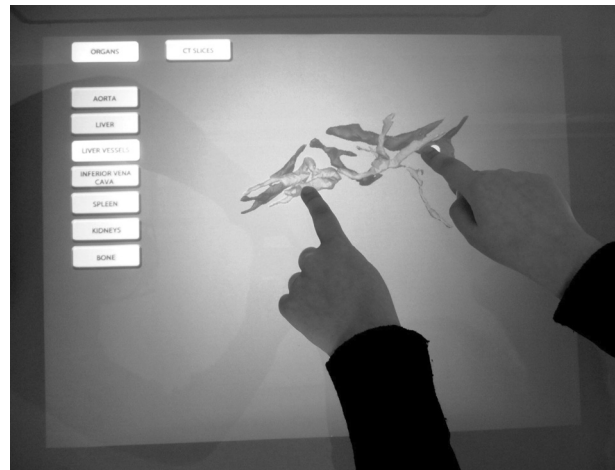 ORGANS
CT SLICES
AORTA
LIVER
LIVER VESSELS
INFERIOR VENA
CAVA
SPLEEN
KIDNEYS
BONE